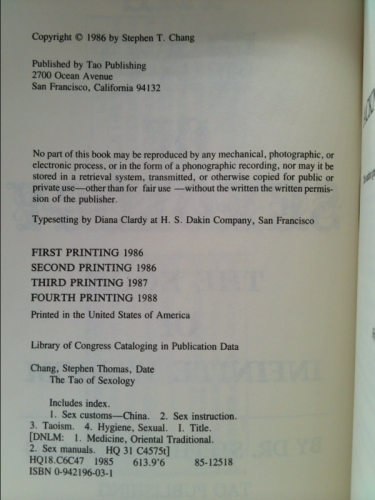 Copyright © 1986 by Stephen T. Chang
Published by Tao Publishing
2700 Ocean Avenue
San Francisco, California 94132
No part of this book may be reproduced by any mechanical, photographic, or
electronic process, or in the form of a phonographic recording, nor may it be
stored in a retrieval system, transmitted, or otherwise copied for public or
private use—other than for fair use —without the written the written permis-
sion of the publisher.
Typesetting by Diana Clardy at H. S. Dakin Company, San Francisco
FIRST PRINTING 1986
SECOND PRINTING 1986
THIRD PRINTING 1987
FOURTH PRINTING 1988
Printed in the United States of America
Library of Congress Cataloging in Publication Data
Chang, Stephen Thomas, Date
The Tao of Sexology
Includes index.
1. Sex customs—China. 2. Sex instruction.
3. Taoism. 4. Hygiene, Sexual. 1. Title.
[DNLM: 1. Medicine, Oriental Traditional.
2. Sex manuals. HQ 31 C4575t]
HQ18.C6C47 1985 613.9'6 85-12518
ISBN 0-942196-03-1